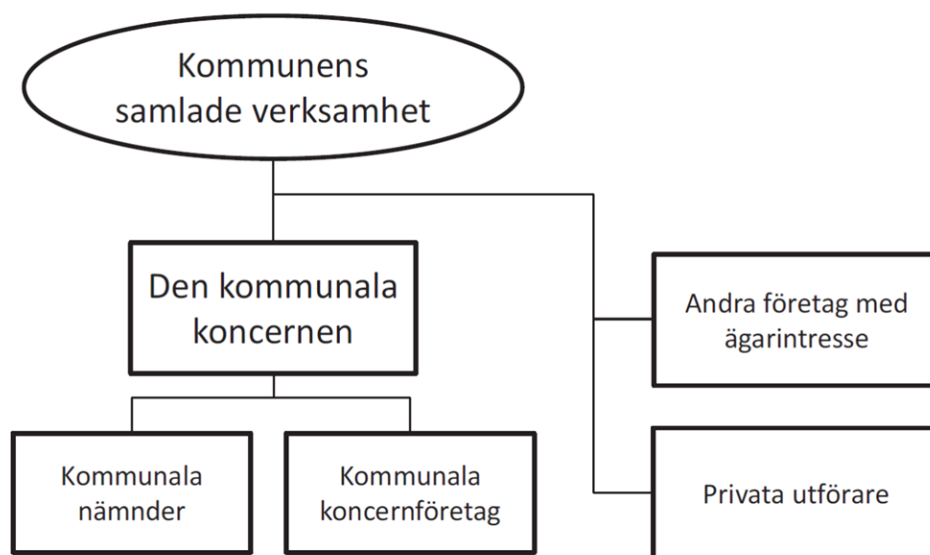 Kommunens
samlade verksamhet
Den kommunala
koncernen
Andra företag med
ägarintresse
Kommunala
nämnder
Kommunala
koncernföretag
Privata utförare